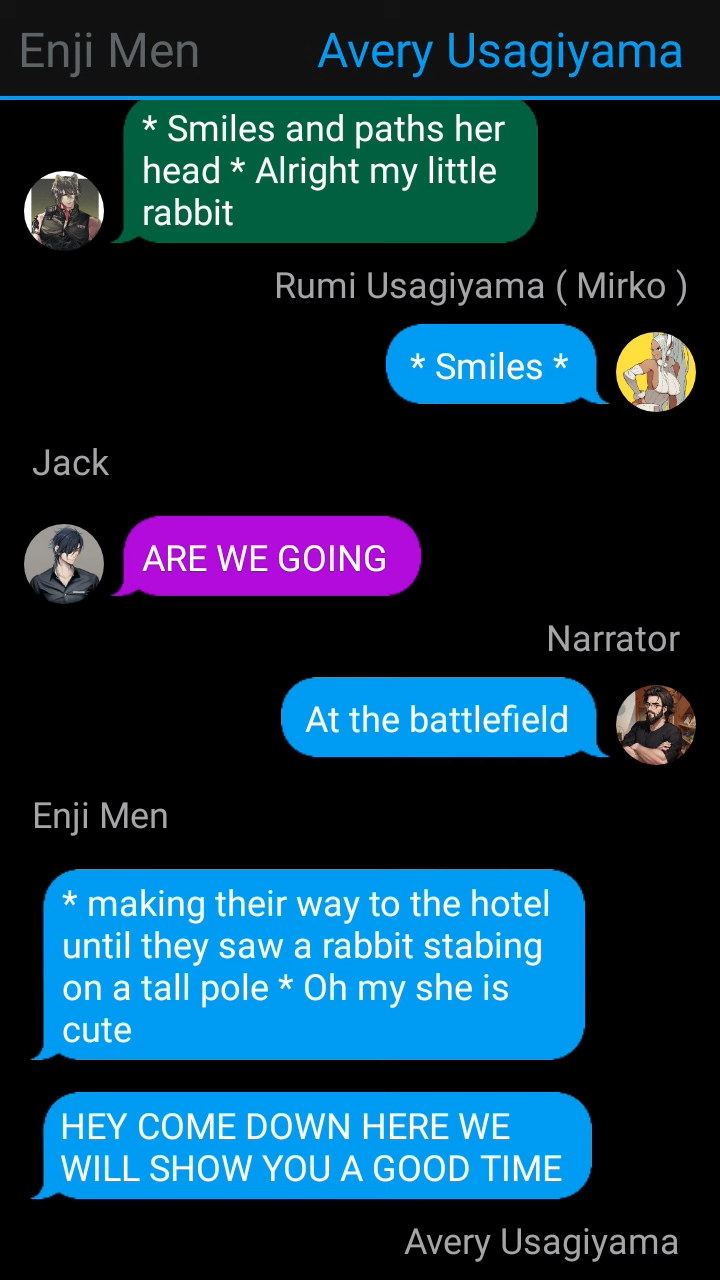 Enji Men
Avery Usagiyama
* Smiles and paths her
head * Alright my little
rabbit
Rumi Usagiyama ( Mirko )
* Smiles *
Jack
ARE WE GOING
Narrator
At the battlefield
Enji Men
* making their way to the hotel
until they saw a rabbit stabing
on a tall pole * Oh my she is
cute
HEY COME DOWN HERE WE
WILL SHOW YOU A GOOD TIME
Avery Usagiyama